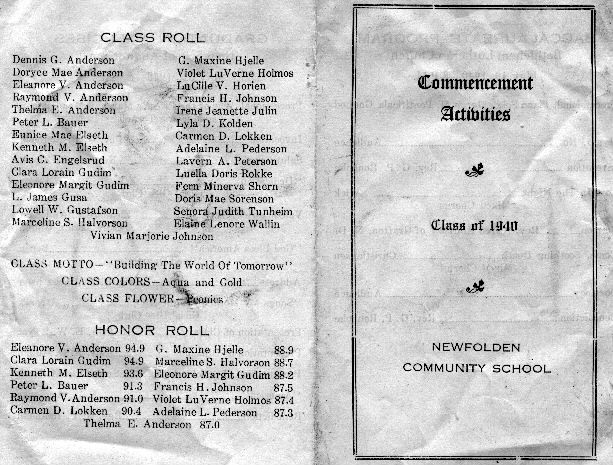 CLASS ROLL
Dennis G. Anderson
Doryce Mae Anderson
Eleanore V. Anderson
Raymond V. Anderson
Thelma E. Anderson
Peter L. Bauer
Eunice Mae Elseth
Kenneth M. Elseth
Avis C. Engelsrud
Clara Lorain Gudim
Eleonore Margit Gudim
L. James Gusa
Lowell W. Gustafson
Marceline S. Halvorson
G. Maxine Hjelle
Violet LuVerne Holmos
LuCille V. Horien
Francis H. Johnson
Irene Jeanette Julin
Lyla D. Kolden
Carmen D. Lokken
Adelaine L. Pederson
Lavern A. Peterson
Luella Doris Rokke
Fern Minerva Shern
Doris Mae Sorenson
Senora Judith Tunheim
Elaine Lenore Wallin
Vivian Marjorie Johnson
CLASS MOTTO—"Building The World Of Tomorrow"
CLASS COLORS—Aqua and Gold
CLASS FLOWER—Peonies
HONOR ROLL
Eleanore V. Anderson 94.9
Clara Lorain Gudim 94.9
Kenneth M. Elseth 93.6
Peter L. Bauer 91.3
Raymond V. Anderson 91.0
Carmen D. Lokken 90.4
G. Maxine Hjelle 88.9
Marceline S. Halvorson 88.7
Eleonore Margit Gudim 88.2
Francis H. Johnson 87.5
Violet LuVerne Holmos 87.4
Adelaine L. Pederson 87.3
Thelma E. Anderson 87.0
Commencement
Activities
Class of 1940
NEWFOLDEN
COMMUNITY SCHOOL